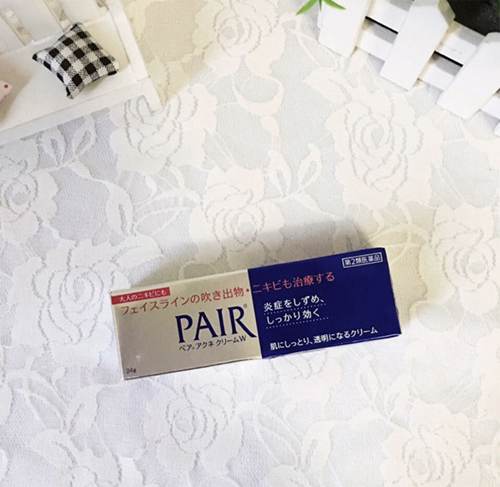 大人のニキビにも
フェイスラインの吹き出物・ニキビも治療する
第2類医薬品
炎症をしずめ、
しっかり効く
PAIR
ペア® アクネ クリームW
肌にしっとり、透明になるクリーム
24g